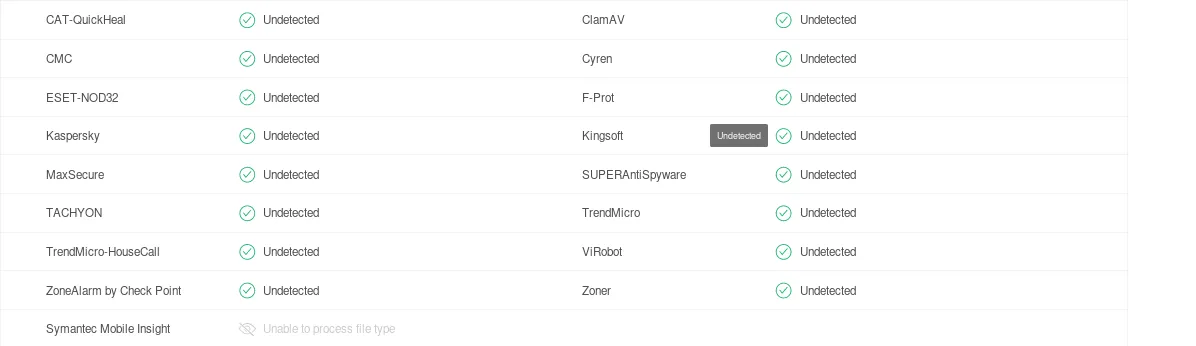 CAT-QuickHeal Undetected ClamAV Undetected
CMC Undetected Cyren Undetected
ESET-NOD32 Undetected F-Prot Undetected
Kaspersky Undetected Kingsoft Undetected Undetected
MaxSecure Undetected SUPERAntiSpyware Undetected
TACHYON Undetected TrendMicro Undetected
TrendMicro-HouseCall Undetected ViRobot Undetected
ZoneAlarm by Check Point Undetected Zoner Undetected
Symantec Mobile Insight Unable to process file type